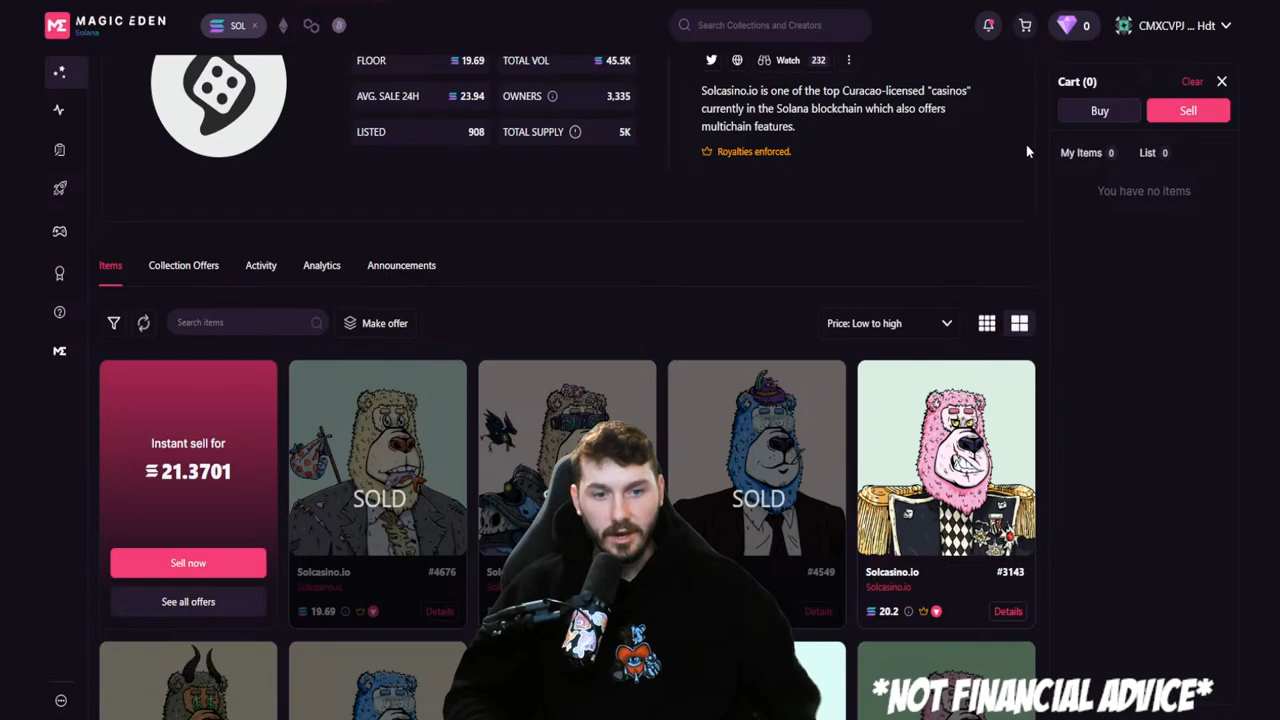 MAGIC EDEN
Solana
ME
SOL ×
Search Collections and Creators
0
CMXCVPJ ... Hdt
FLOOR 19.69
TOTAL VOL 45.5K
AVG. SALE 24H 23.94
OWNERS 3,335
LISTED 908
TOTAL SUPPLY 5K
Watch 232
Solcasino.io is one of the top Curacao-licensed "casinos"
currently in the Solana blockchain which also offers
multichain features.
Royalties enforced.
Cart (0)
Clear
Buy
Sell
My Items 0
List 0
You have no items
Items
Collection Offers
Activity
Analytics
Announcements
Search items
Make offer
Price: Low to high
ME
Instant sell for
21.3701
Sell now
See all offers
SOLD
Solcasino.io #4676
Solcasino.io
19.69
Details
SOLD
#4549
Details
Solcasino.io #3143
Solcasino.io
20.2
Details
*NOT FINANCIAL ADVICE*